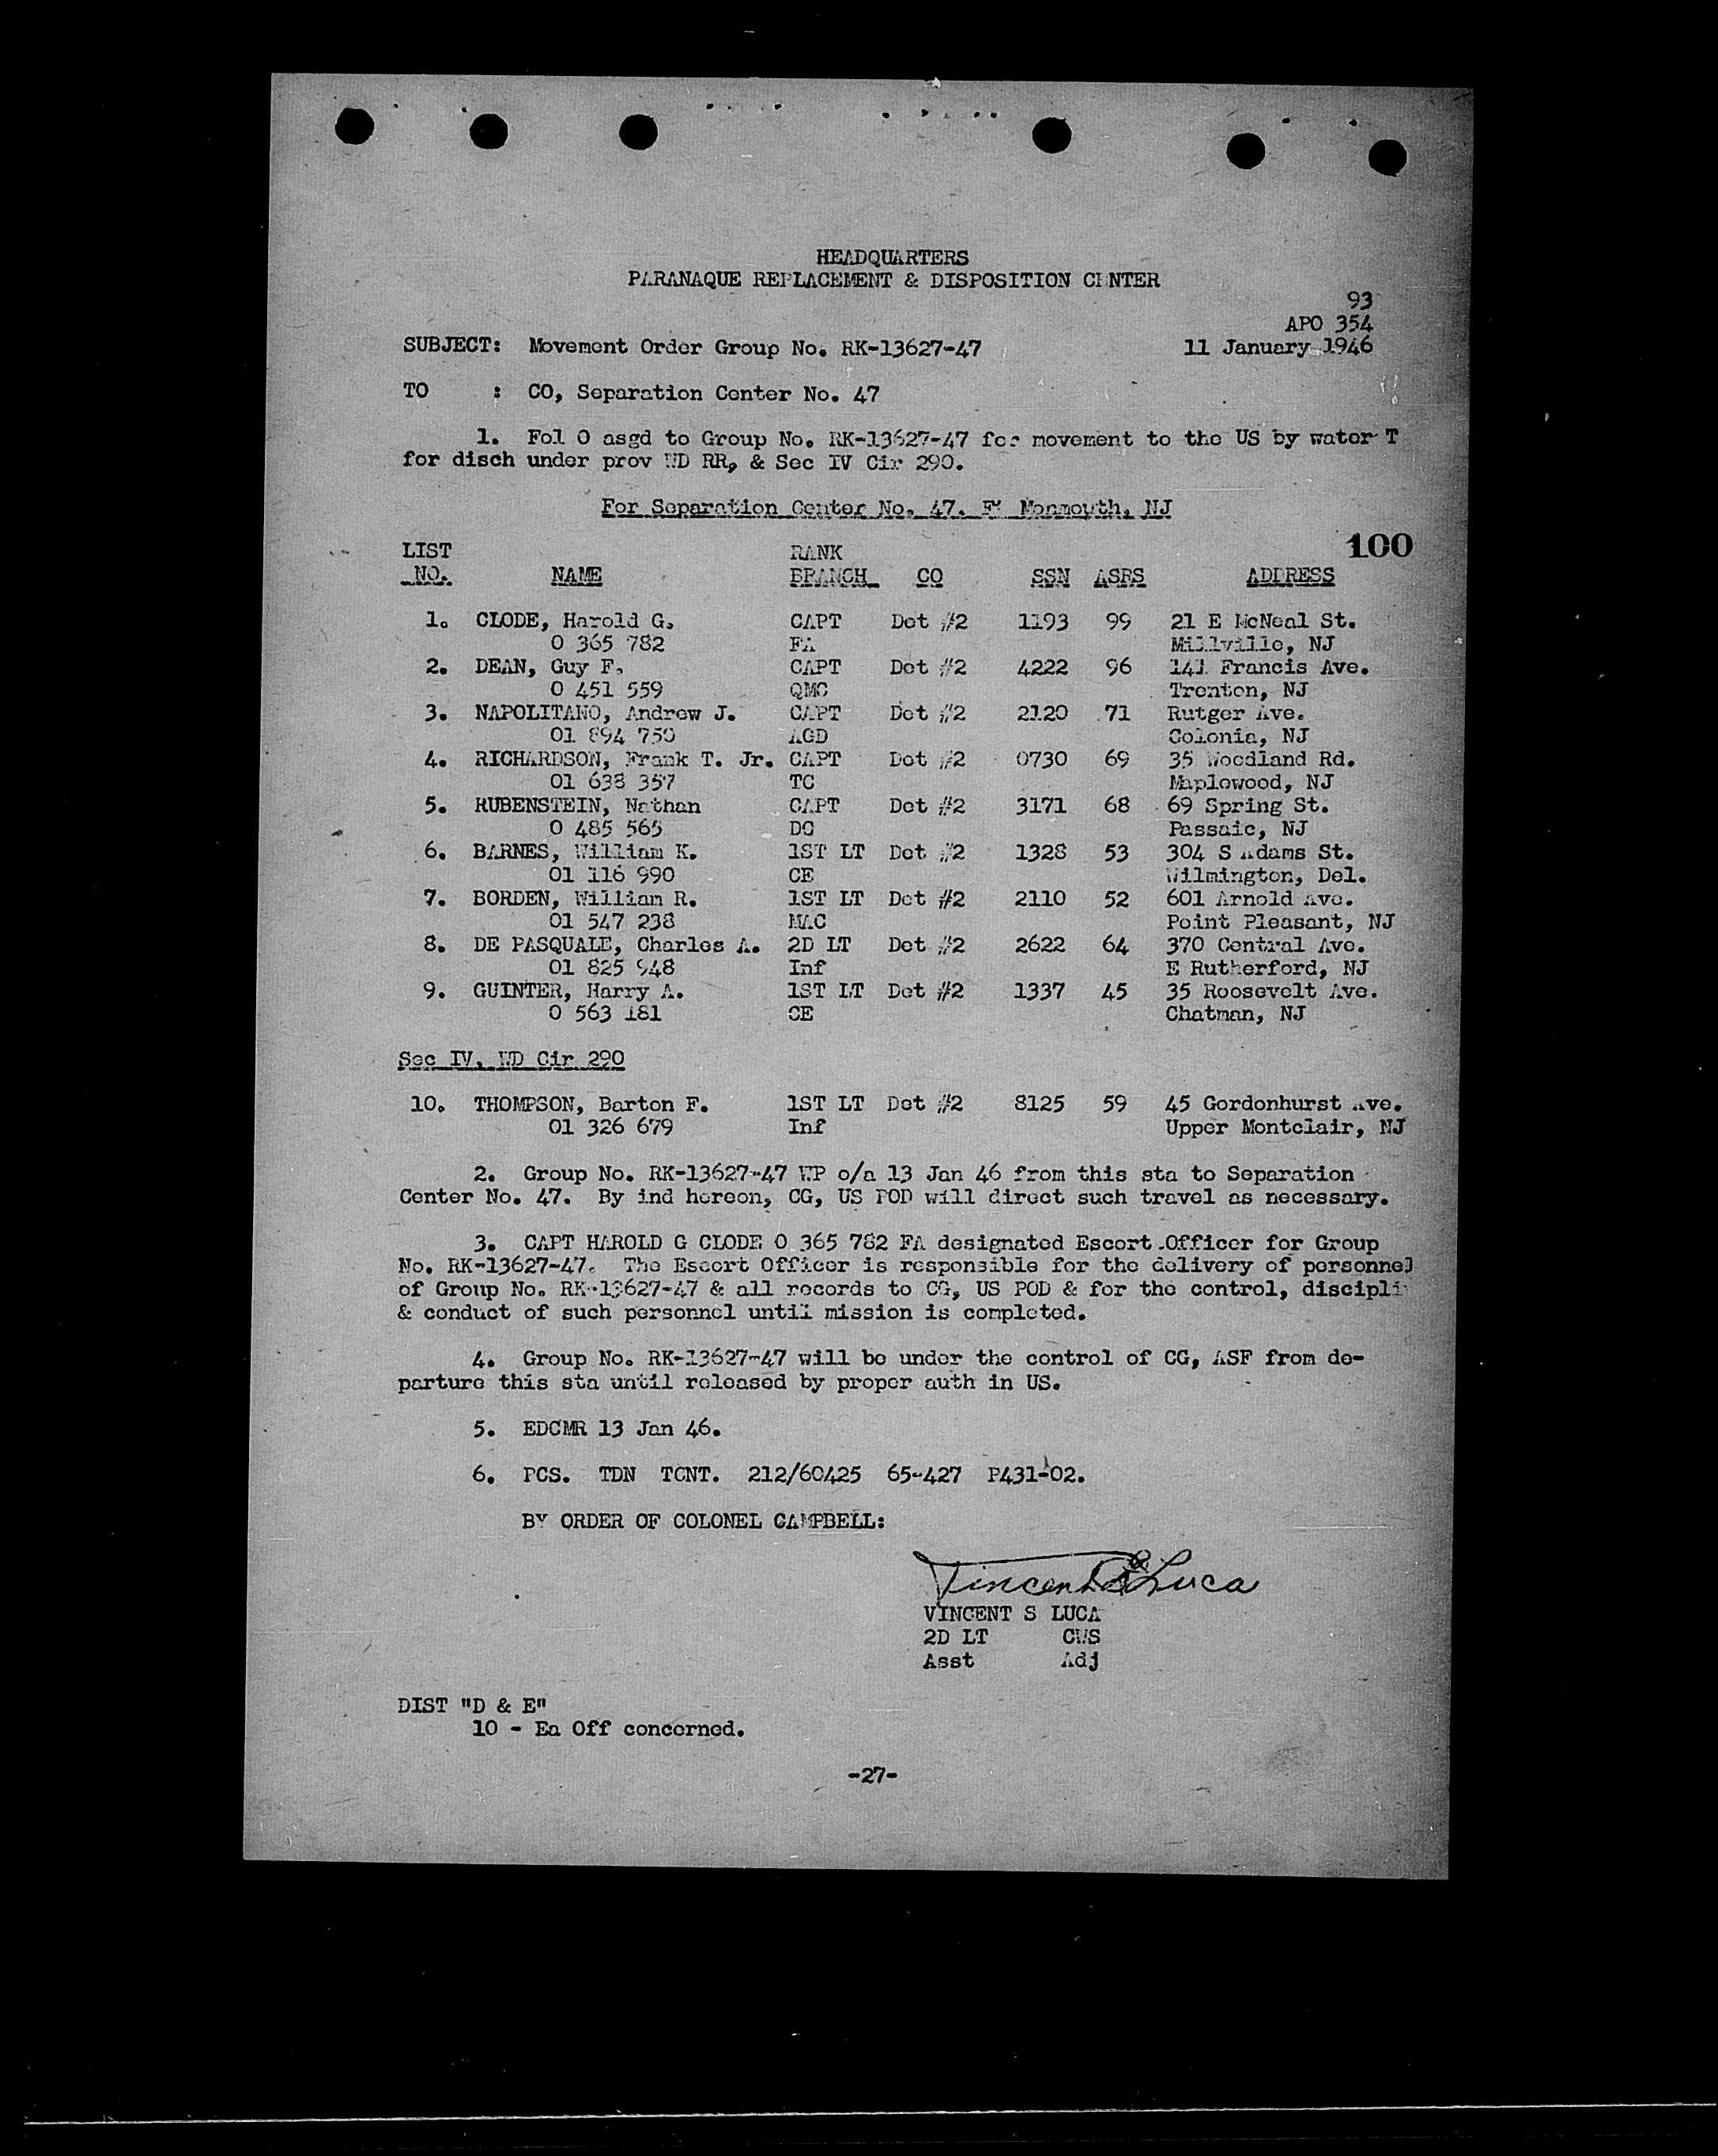 HEADQUARTERS
PARANAQUE REPLACEMENT & DISPOSITION CENTER
93
APO 354
SUBJECT: Movement Order Group No. RK-13627-47 11 January 1946
TO : CO, Separation Center No. 47
1. Fol O asgd to Group No. RK-13627-47 for movement to the US by water T
for disch under prov WD RR, & Sec IV Cir 290.
For Separation Center No. 47, Ft Monmouth, NJ
100
LIST RANK
NO. NAME BRANCH CO SSN ASRS ADDRESS
1. CLODE, Harold G. CAPT Det #2 1193 99 21 E McNeal St.
O 365 782 FA Millville, NJ
2. DEAN, Guy F. CAPT Det #2 4222 96 141 Francis Ave.
O 451 559 QMC Trenton, NJ
3. NAPOLITANO, Andrew J. CAPT Det #2 2120 71 Rutger Ave.
O1 894 750 AGD Colonia, NJ
4. RICHARDSON, Frank T. Jr. CAPT Det #2 0730 69 35 Woodland Rd.
O1 638 357 TC Maplewood, NJ
5. RUBENSTEIN, Nathan CAPT Det #2 3171 68 69 Spring St.
O 485 565 DC Passaic, NJ
6. BARNES, William K. 1ST LT Det #2 1328 53 304 S Adams St.
O1 116 990 CE Wilmington, Del.
7. BORDEN, William R. 1ST LT Det #2 2110 52 601 Arnold Ave.
O1 547 238 MAC Point Pleasant, NJ
8. DE PASQUALE, Charles A. 2D LT Det #2 2622 64 370 Central Ave.
O1 825 948 Inf E Rutherford, NJ
9. GUINTER, Harry A. 1ST LT Det #2 1337 45 35 Roosevelt Ave.
O 563 181 CE Chatman, NJ
Sec IV, WD Cir 290
10. THOMPSON, Barton F. 1ST LT Det #2 8125 59 45 Gordonhurst Ave.
O1 326 679 Inf Upper Montclair, NJ
2. Group No. RK-13627-47 WP o/a 13 Jan 46 from this sta to Separation
Center No. 47. By ind hereon, CG, US POD will direct such travel as necessary.
3. CAPT HAROLD G CLODE O 365 782 FA designated Escort Officer for Group
No. RK-13627-47. The Escort Officer is responsible for the delivery of personnel
of Group No. RK-13627-47 & all records to CG, US POD & for the control, discipli
& conduct of such personnel until mission is completed.
4. Group No. RK-13627-47 will be under the control of CG, ASF from de-
parture this sta until released by proper auth in US.
5. EDCMR 13 Jan 46.
6. PCS. TDN TCNT. 212/60425 65-427 P431-02.
BY ORDER OF COLONEL CAMPBELL:
Vincent S Luca
VINCENT S LUCA
2D LT CWS
Asst Adj
DIST "D & E"
10 - Ea Off concerned.
-27-